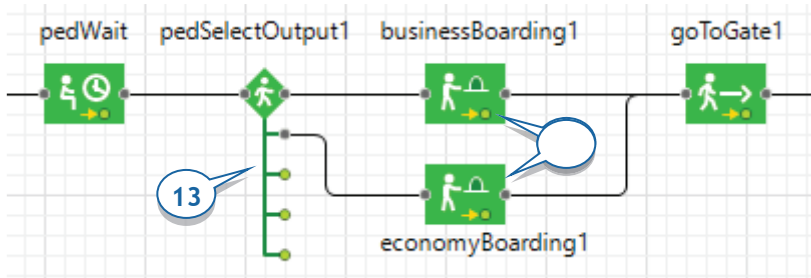 pedWait pedSelectOutput1 businessBoarding1 goToGate1
13
economyBoarding1